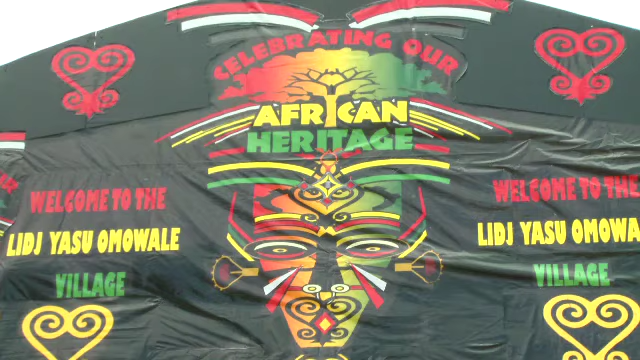 CELEBRATING OUR
AFRICAN
HERITAGE
WELCOME TO THE
LIDJ YASU OMOWALE
VILLAGE
WELCOME TO THE
LIDJ YASU OMOWA
VILLAGE